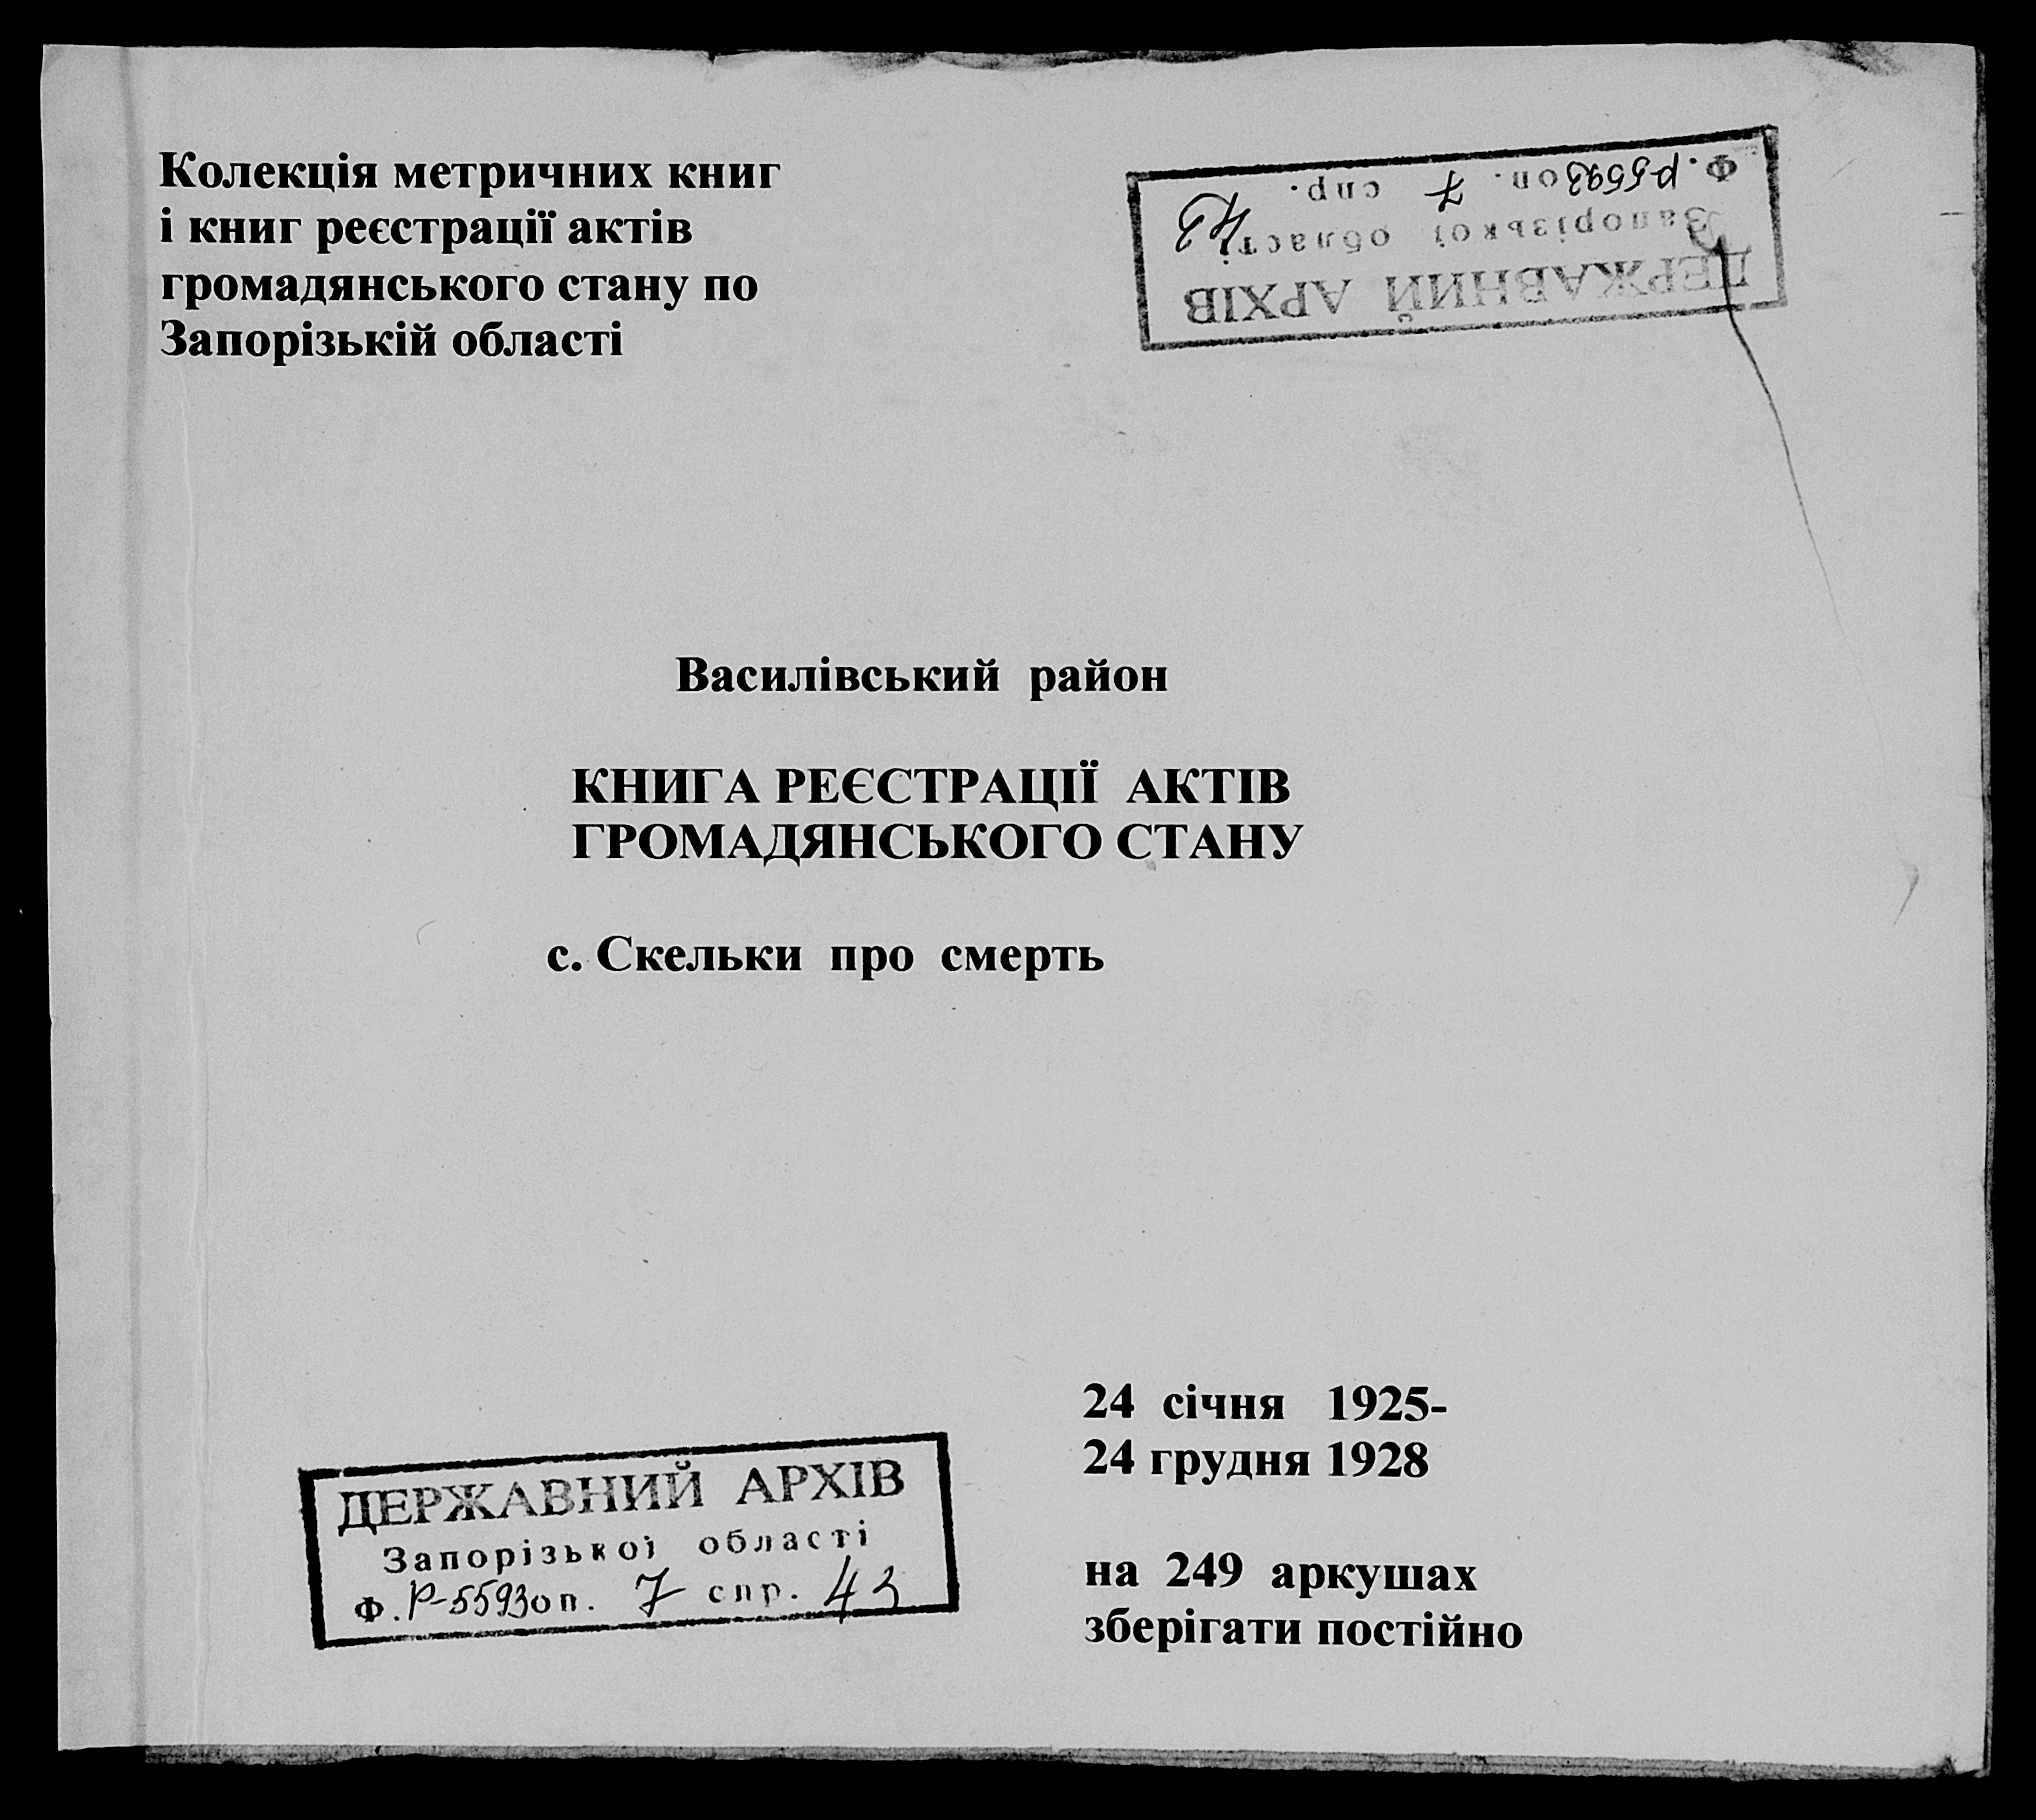 Колекція метричних книг
і книг реєстрації актів
громадянського стану по
Запорізькій області
ДЕРЖАВНИЙ АРХІВ
Запорізької області
Ф. Р-5593 оп. 7 спр.
43
Василівський район
КНИГА РЕЄСТРАЦІЇ АКТІВ
ГРОМАДЯНСЬКОГО СТАНУ
с. Скельки про смерть
24 січня 1925-
24 грудня 1928
на 249 аркушах
зберігати постійно
ДЕРЖАВНИЙ АРХІВ
Запорізької області
Ф. Р-5593 оп. 7 спр. 43